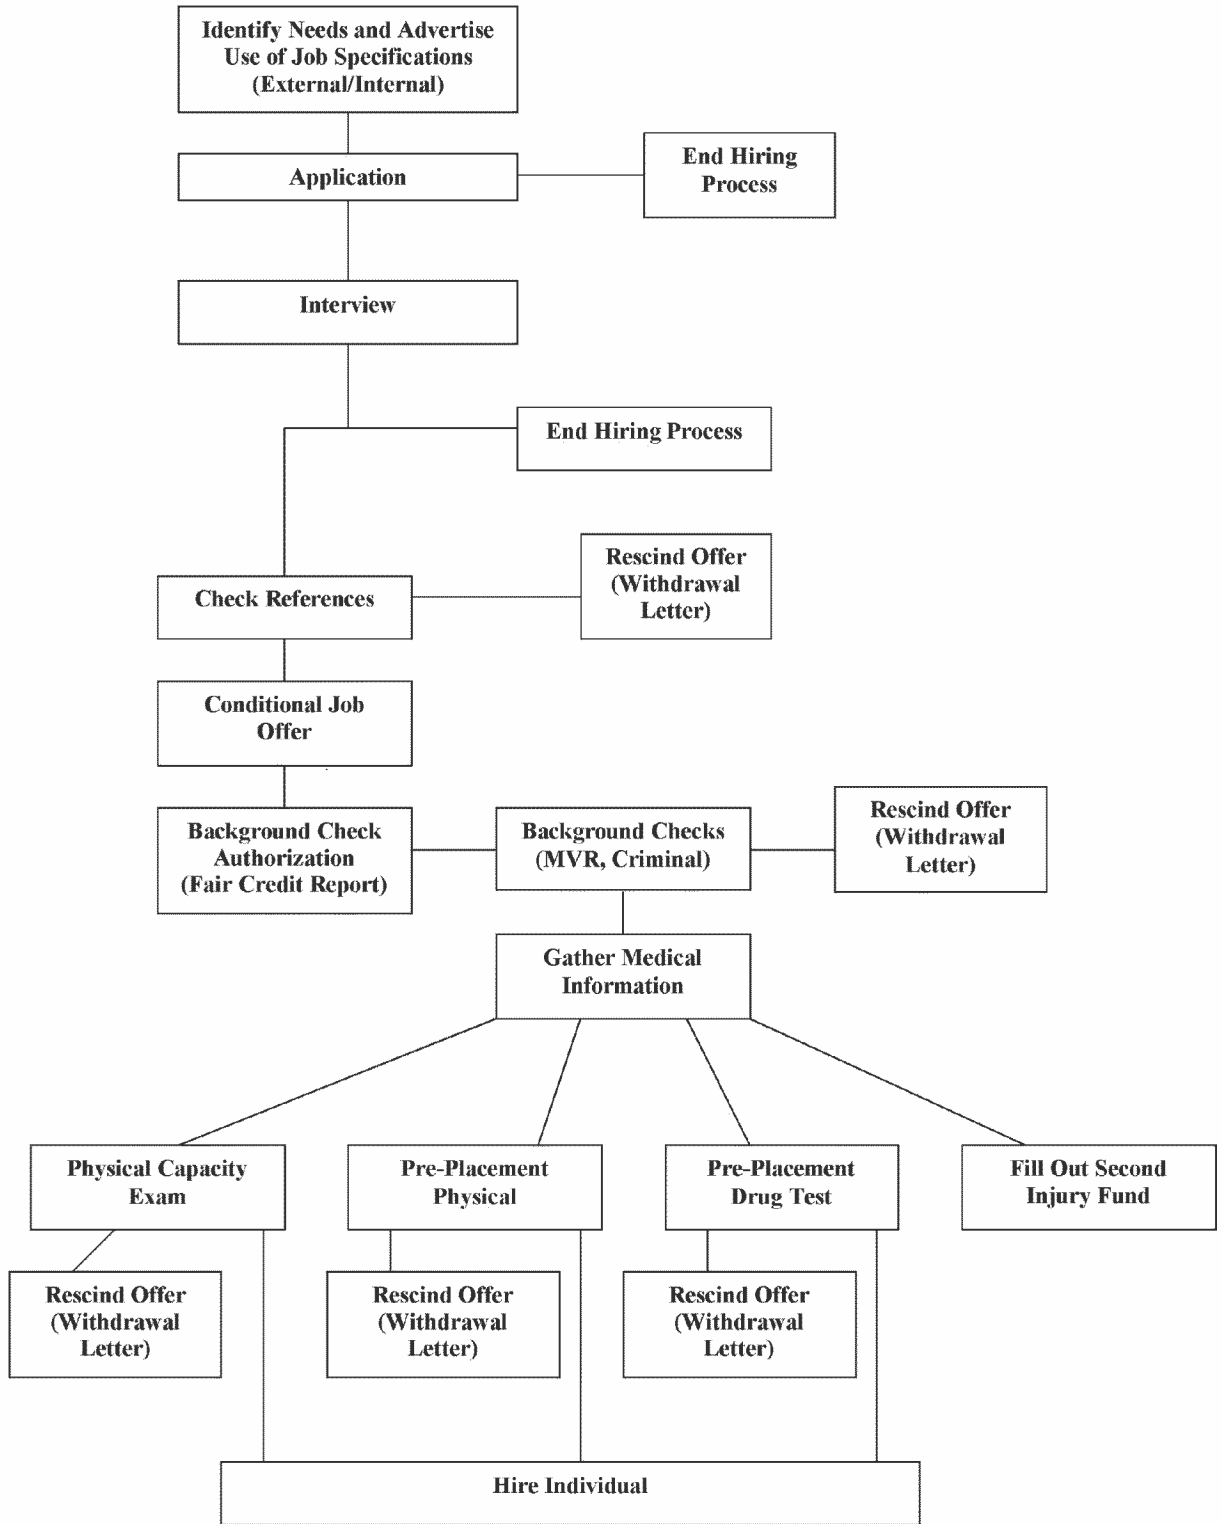 Identify Needs and Advertise
Use of Job Specifications
(External/Internal)
Application
End Hiring
Process
Interview
End Hiring Process
Rescind Offer
(Withdrawal
Letter)
Check References
Conditional Job
Offer
Background Check
Authorization
(Fair Credit Report)
Background Checks
(MVR, Criminal)
Rescind Offer
(Withdrawal
Letter)
Gather Medical
Information
Physical Capacity
Exam
Pre-Placement
Physical
Pre-Placement
Drug Test
Fill Out Second
Injury Fund
Rescind Offer
(Withdrawal
Letter)
Rescind Offer
(Withdrawal
Letter)
Rescind Offer
(Withdrawal
Letter)
Hire Individual